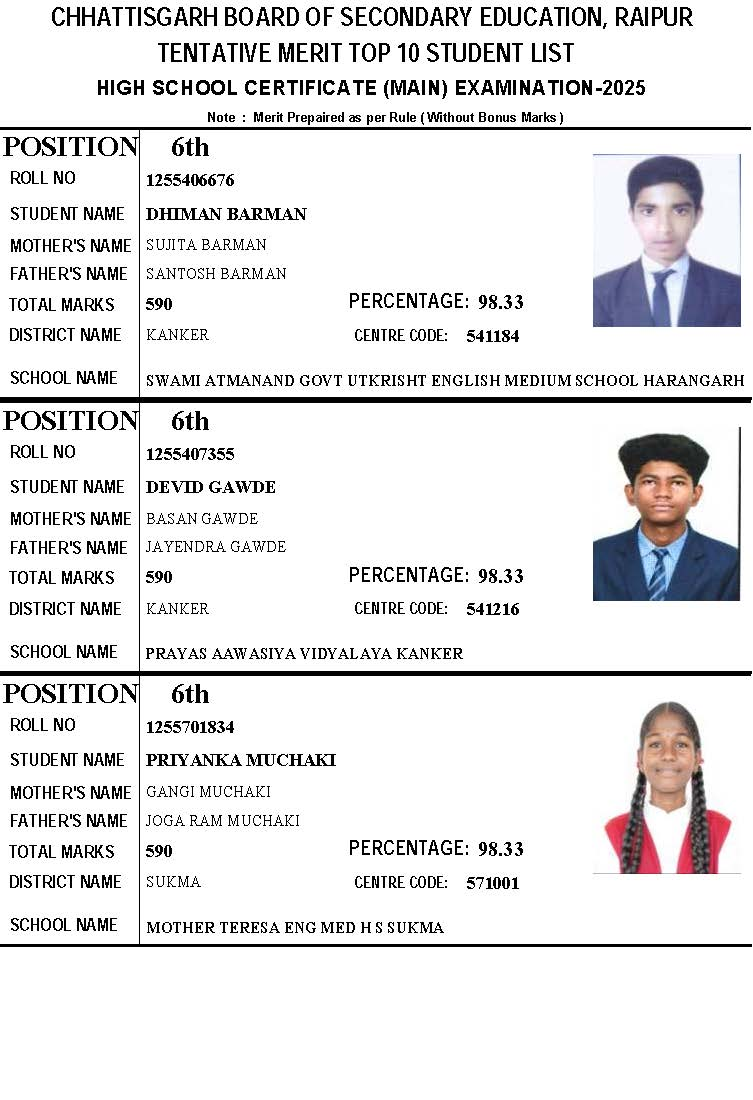 CHHATTISGARH BOARD OF SECONDARY EDUCATION, RAIPUR
TENTATIVE MERIT TOP 10 STUDENT LIST
HIGH SCHOOL CERTIFICATE (MAIN) EXAMINATION-2025
Note : Merit Prepaired as per Rule ( Without Bonus Marks )
POSITION 6th
ROLL NO 1255406676
STUDENT NAME DHIMAN BARMAN
MOTHER'S NAME SUJITA BARMAN
FATHER'S NAME SANTOSH BARMAN
TOTAL MARKS 590 PERCENTAGE: 98.33
DISTRICT NAME KANKER CENTRE CODE: 541184
SCHOOL NAME SWAMI ATMANAND GOVT UTKRISHT ENGLISH MEDIUM SCHOOL HARANGARH
POSITION 6th
ROLL NO 1255407355
STUDENT NAME DEVID GAWDE
MOTHER'S NAME BASAN GAWDE
FATHER'S NAME JAYENDRA GAWDE
TOTAL MARKS 590 PERCENTAGE: 98.33
DISTRICT NAME KANKER CENTRE CODE: 541216
SCHOOL NAME PRAYAS AAWASIYA VIDYALAYA KANKER
POSITION 6th
ROLL NO 1255701834
STUDENT NAME PRIYANKA MUCHAKI
MOTHER'S NAME GANGI MUCHAKI
FATHER'S NAME JOGA RAM MUCHAKI
TOTAL MARKS 590 PERCENTAGE: 98.33
DISTRICT NAME SUKMA CENTRE CODE: 571001
SCHOOL NAME MOTHER TERESA ENG MED H S SUKMA